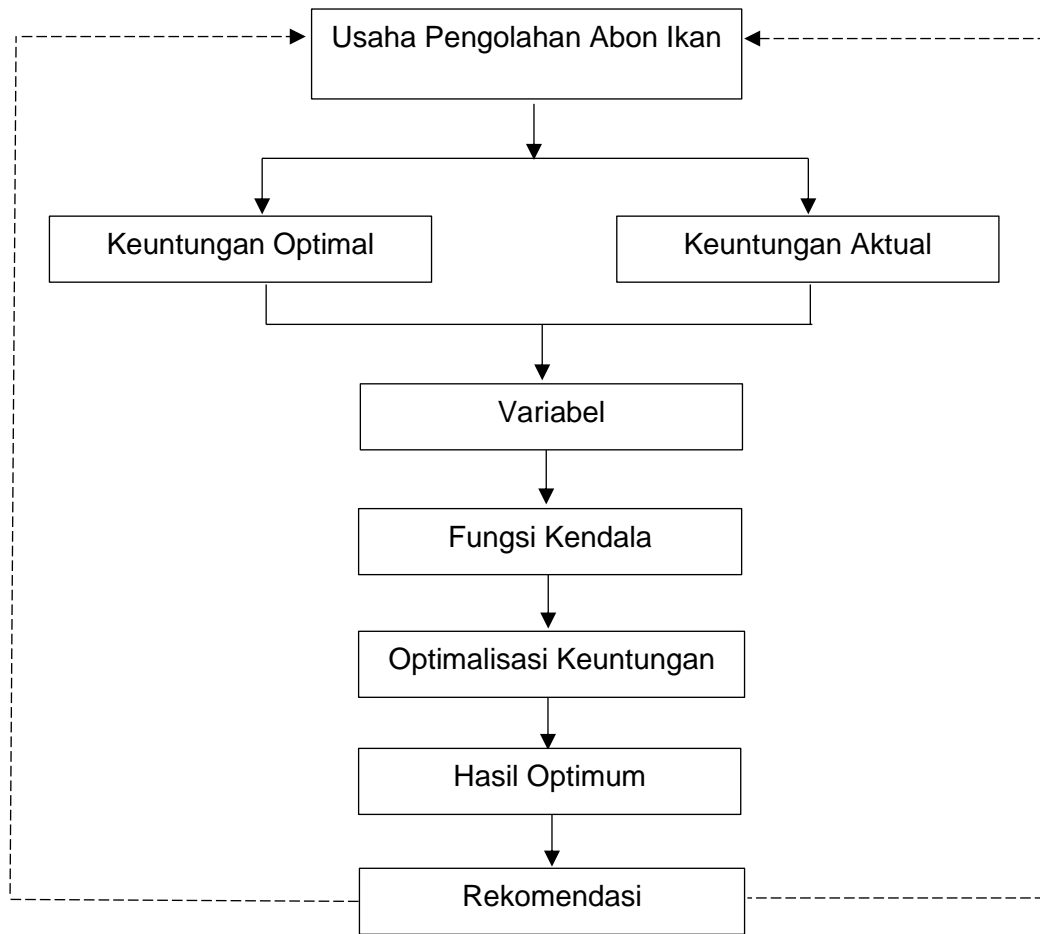 Usaha Pengolahan Abon Ikan
Keuntungan Optimal
Keuntungan Aktual
Variabel
Fungsi Kendala
Optimalisasi Keuntungan
Hasil Optimum
Rekomendasi